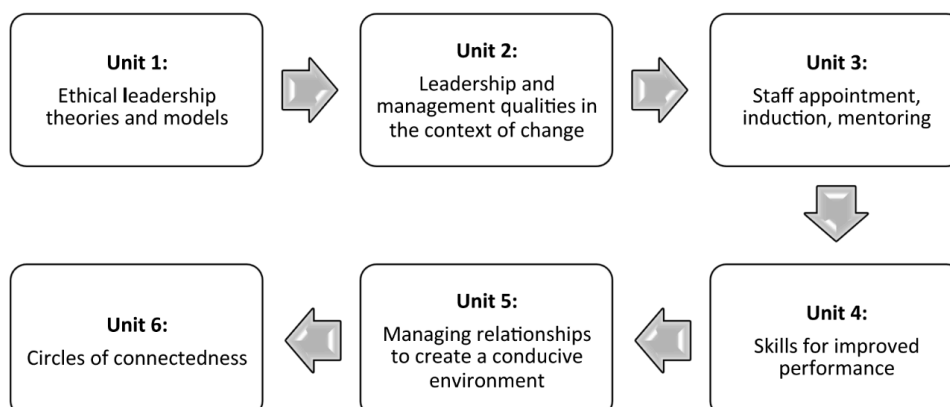 Unit 1:
Ethical leadership
theories and models
Unit 2:
Leadership and
management qualities in
the context of change
Unit 3:
Staff appointment,
induction, mentoring
Unit 4:
Skills for improved
performance
Unit 5:
Managing relationships
to create a conducive
environment
Unit 6:
Circles of connectedness